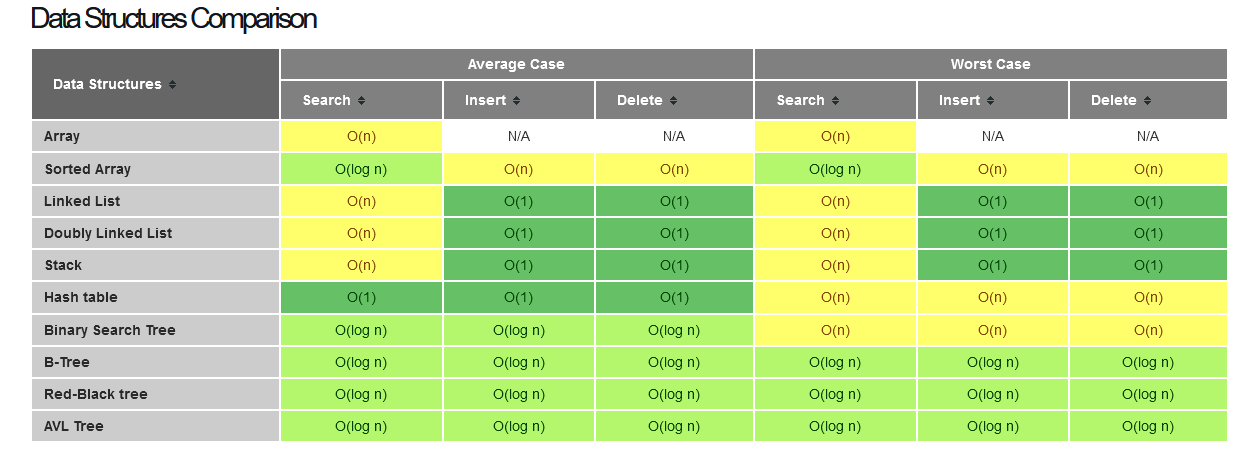 Data Structures Comparison
Data Structures Average Case Worst Case
Search Insert Delete Search Insert Delete
Array O(n) N/A N/A O(n) N/A N/A
Sorted Array O(log n) O(n) O(n) O(log n) O(n) O(n)
Linked List O(n) O(1) O(1) O(n) O(1) O(1)
Doubly Linked List O(n) O(1) O(1) O(n) O(1) O(1)
Stack O(n) O(1) O(1) O(n) O(1) O(1)
Hash table O(1) O(1) O(1) O(n) O(n) O(n)
Binary Search Tree O(log n) O(log n) O(log n) O(n) O(n) O(n)
B-Tree O(log n) O(log n) O(log n) O(log n) O(log n) O(log n)
Red-Black tree O(log n) O(log n) O(log n) O(log n) O(log n) O(log n)
AVL Tree O(log n) O(log n) O(log n) O(log n) O(log n) O(log n)